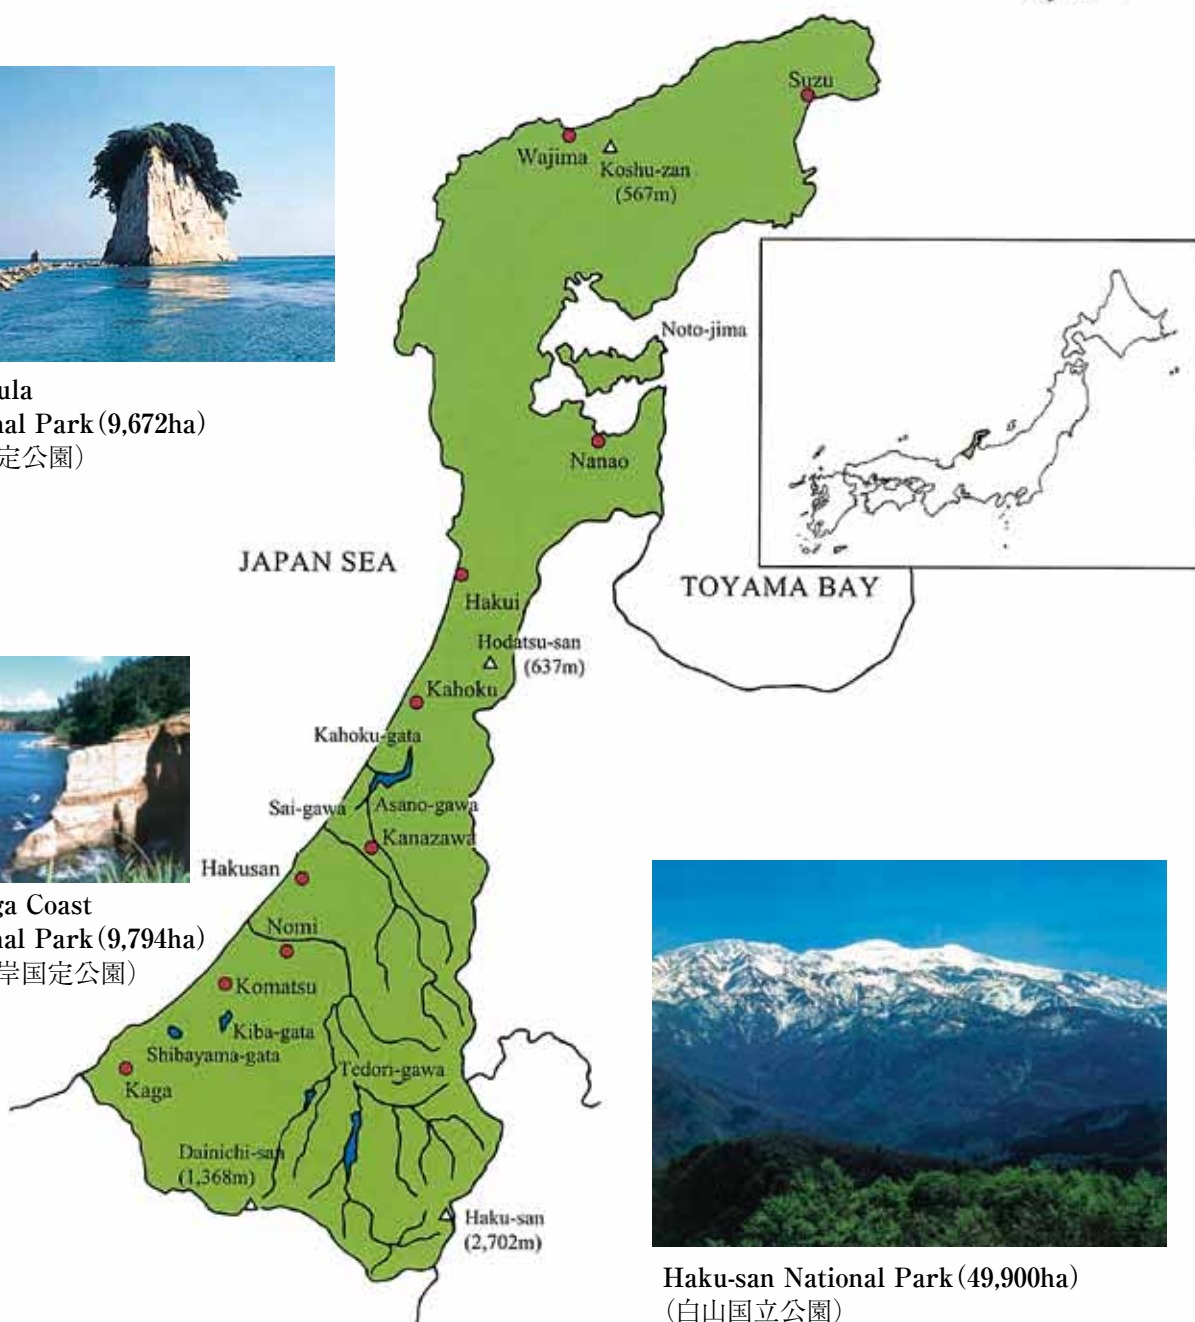 Suzu
Wajima
Koshu-zan
(567m)
Noto-jima
Nanao
ula
nal Park(9,672ha)
定公園)
JAPAN SEA
TOYAMA BAY
Hakui
Hodatsu-san
(637m)
Kahoku
Kahoku-gata
Sai-gawa
Asano-gawa
Kanazawa
Hakusan
ga Coast
nal Park(9,794ha)
岸国定公園)
Nomi
Komatsu
Kiba-gata
Shibayama-gata
Kaga
Tedori-gawa
Dainichi-san
(1,368m)
Haku-san
(2,702m)
Haku-san National Park(49,900ha)
(白山国立公園)